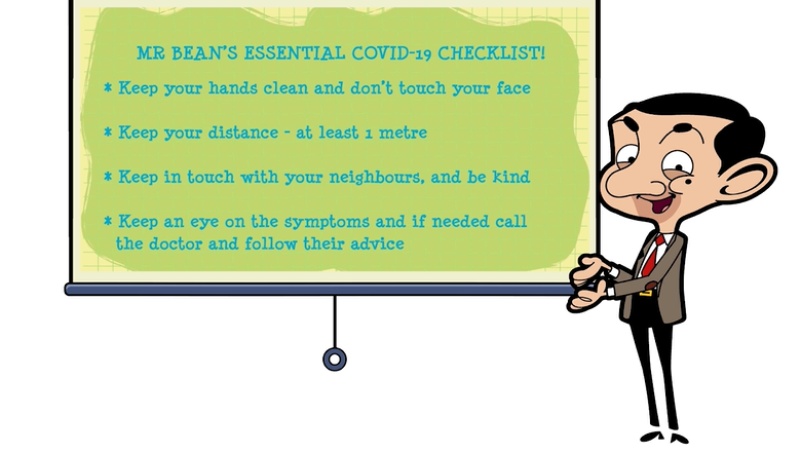 MR BEAN'S ESSENTIAL COVID-19 CHECKLIST!
* Keep your hands clean and don't touch your face
* Keep your distance - at least 1 metre
* Keep in touch with your neighbours, and be kind
* Keep an eye on the symptoms and if needed call
the doctor and follow their advice